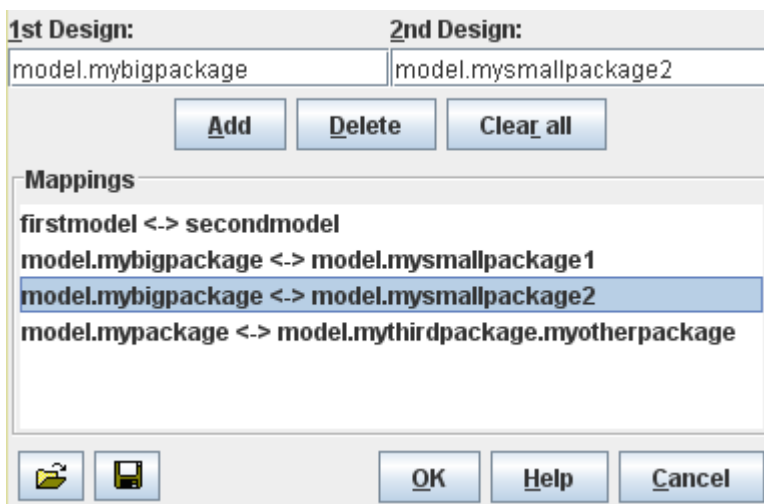 1st Design: 2nd Design:
model.mybigpackage model.mysmallpackage2
Add Delete Clear all
Mappings
firstmodel <-> secondmodel
model.mybigpackage <-> model.mysmallpackage1
model.mybigpackage <-> model.mysmallpackage2
model.mypackage <-> model.mythirdpackage.myotherpackage
OK Help Cancel